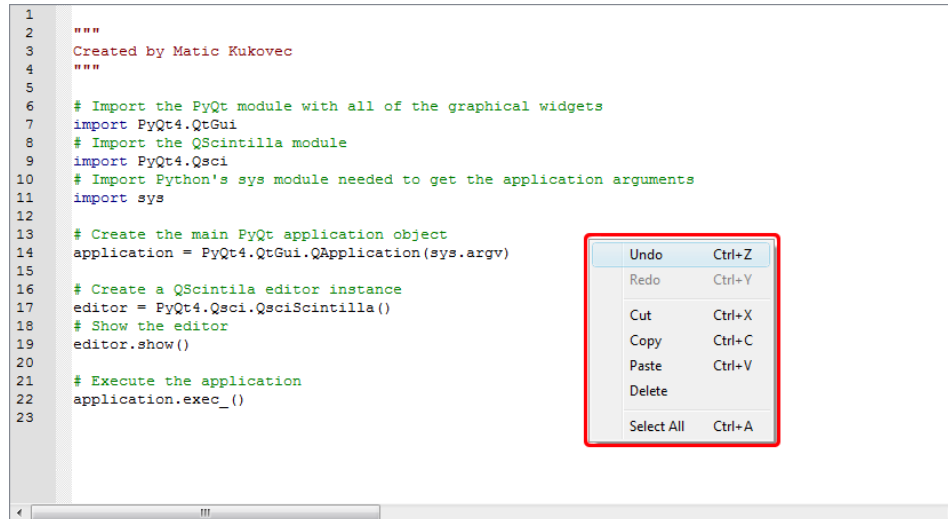 1
2 """
3 Created by Matic Kukovec
4 """
5
6 # Import the PyQt module with all of the graphical widgets
7 import PyQt4.QtGui
8 # Import the QScintilla module
9 import PyQt4.Qsci
10 # Import Python's sys module needed to get the application arguments
11 import sys
12
13 # Create the main PyQt application object
14 application = PyQt4.QtGui.QApplication(sys.argv)
15
16 # Create a QScintila editor instance
17 editor = PyQt4.Qsci.QsciScintilla()
18 # Show the editor
19 editor.show()
20
21 # Execute the application
22 application.exec_()
23
Undo Ctrl+Z
Redo Ctrl+Y
Cut Ctrl+X
Copy Ctrl+C
Paste Ctrl+V
Delete
Select All Ctrl+A